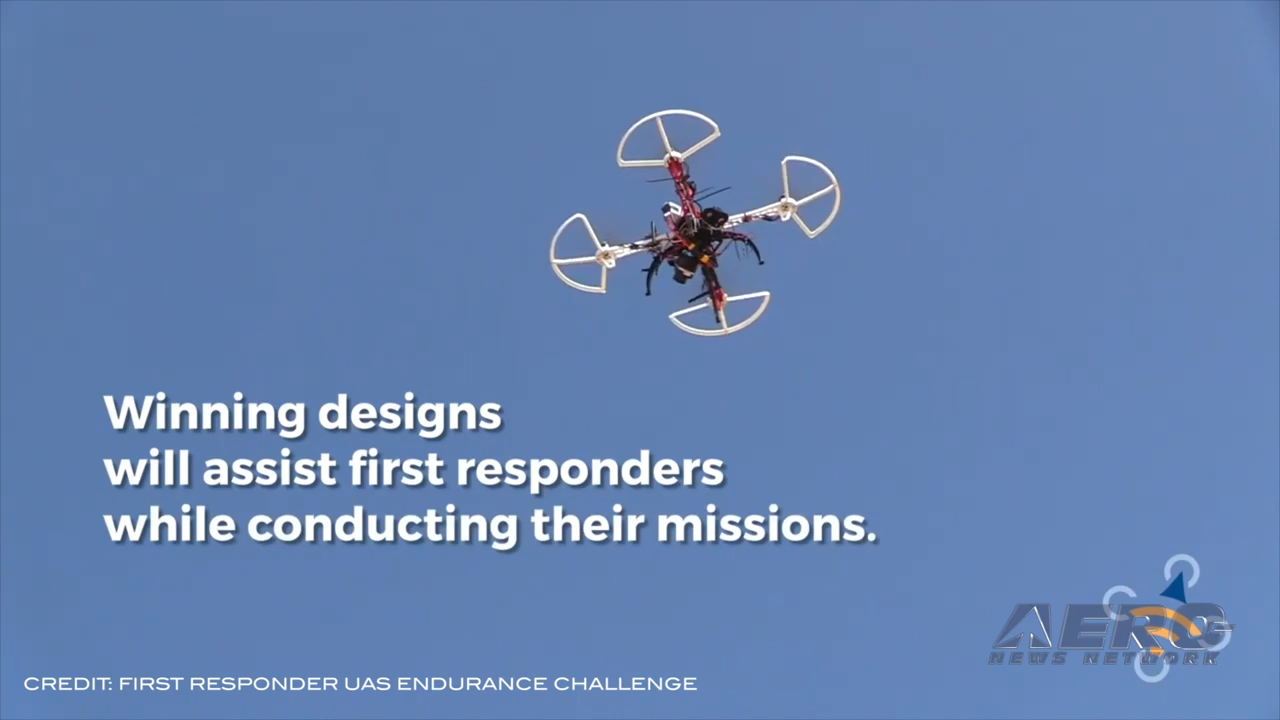 Winning designs
will assist first responders
while conducting their missions.
AERO
NEWS NETWORK
CREDIT: FIRST RESPONDER UAS ENDURANCE CHALLENGE